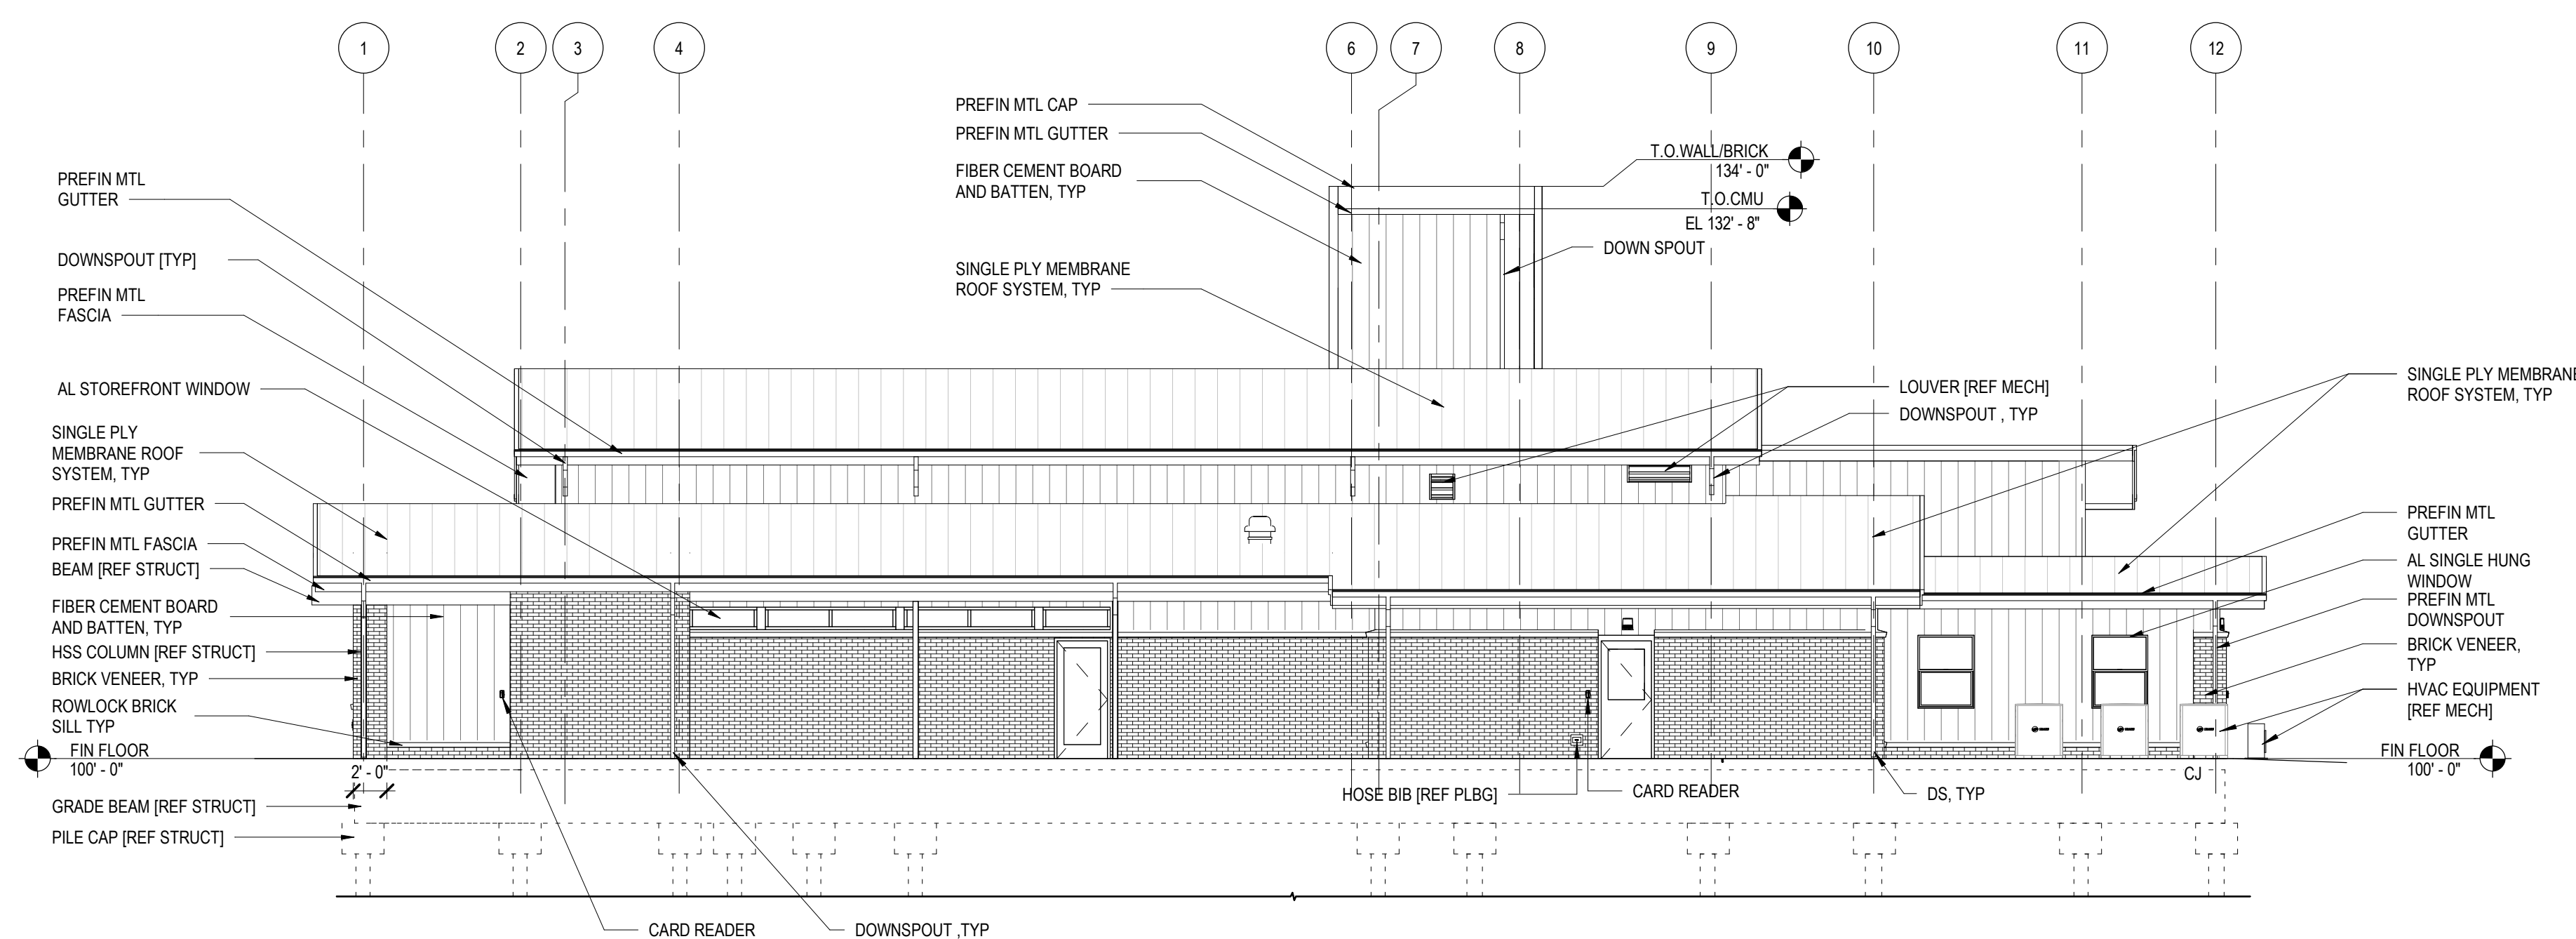 1
2
3
4
6
7
8
9
10
11
12
PREFIN MTL
GUTTER
DOWNSPOUT [TYP]
PREFIN MTL
FASCIA
AL STOREFRONT WINDOW
SINGLE PLY
MEMBRANE ROOF
SYSTEM, TYP
PREFIN MTL GUTTER
PREFIN MTL FASCIA
BEAM [REF STRUCT]
FIBER CEMENT BOARD
AND BATTEN, TYP
HSS COLUMN [REF STRUCT]
BRICK VENEER, TYP
ROWLOCK BRICK
SILL TYP
FIN FLOOR
100' - 0"
2' - 0"
GRADE BEAM [REF STRUCT]
PILE CAP [REF STRUCT]
PREFIN MTL CAP
PREFIN MTL GUTTER
FIBER CEMENT BOARD
AND BATTEN, TYP
SINGLE PLY MEMBRANE
ROOF SYSTEM, TYP
T.O.WALL/BRICK
134' - 0"
T.O.CMU
EL 132' - 8"
DOWN SPOUT
LOUVER [REF MECH]
DOWNSPOUT , TYP
SINGLE PLY MEMBRANE
ROOF SYSTEM, TYP
PREFIN MTL
GUTTER
AL SINGLE HUNG
WINDOW
PREFIN MTL
DOWNSPOUT
BRICK VENEER,
TYP
HVAC EQUIPMENT
[REF MECH]
FIN FLOOR
100' - 0"
CJ
HOSE BIB [REF PLBG]
CARD READER
DS, TYP
CARD READER
DOWNSPOUT ,TYP